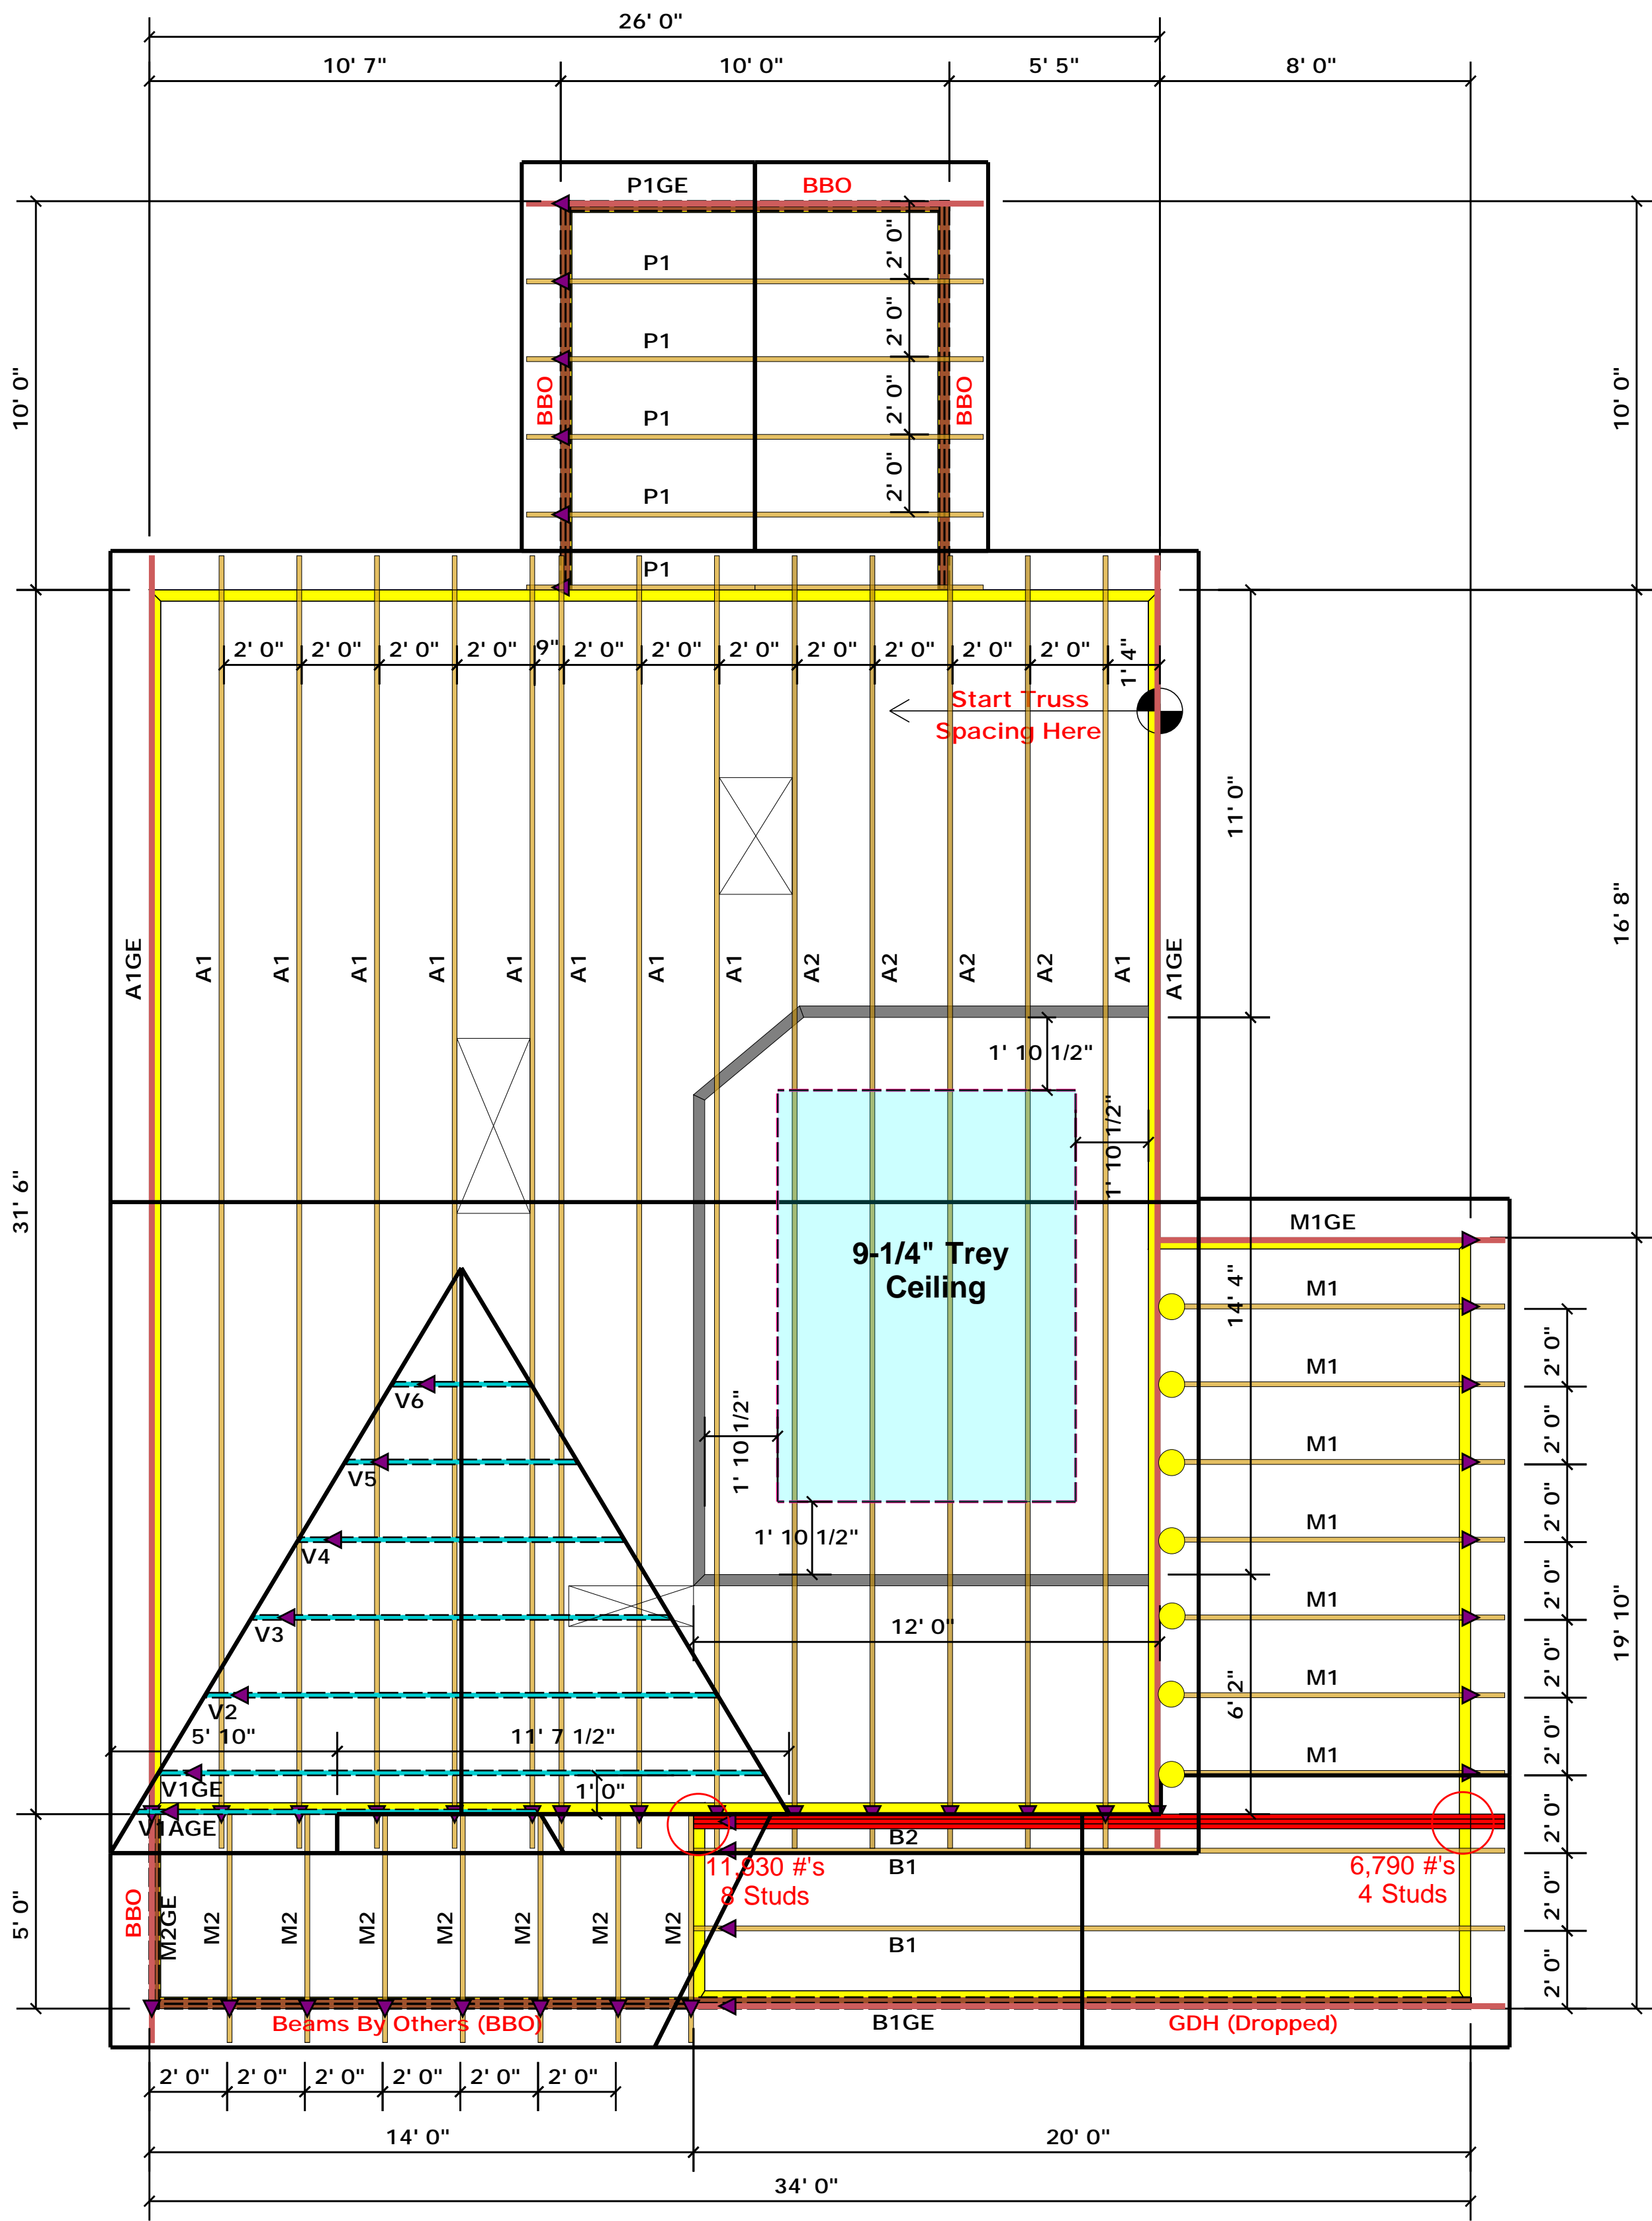 26' 0"
10' 7"
10' 0"
5' 5"
8' 0"
P1GE
BBO
2' 0"
P1
2' 0"
P1
10' 0"
BBO
2' 0"
BBO
10' 0"
P1
2' 0"
P1
P1
2' 0"
2' 0"
2' 0"
2' 0"
9"
2' 0"
2' 0"
2' 0"
2' 0"
2' 0"
2' 0"
2' 0"
1' 4"
Start Truss
Spacing Here
11' 0"
16' 8"
A1GE
A1
A1
A1
A1
A1
A1
A1
A1
A2
A2
A2
A2
A1
A1GE
1' 10 1/2"
1' 10 1/2"
31' 6"
M1GE
9-1/4" Trey
Ceiling
14' 4"
M1
2' 0"
M1
V6
1' 10 1/2"
2' 0"
M1
V5
2' 0"
1' 10 1/2"
M1
V4
2' 0"
M1
19' 10"
V3
12' 0"
2' 0"
M1
6' 2"
V2
5' 10"
11' 7 1/2"
2' 0"
M1
V1GE
1' 0"
V1AGE
2' 0"
B2
11,930 #'s
8 Studs
B1
6,790 #'s
4 Studs
2' 0"
5' 0"
BBO
M2GE
M2
M2
M2
M2
M2
M2
M2
B1
2' 0"
Beams By Others (BBO)
B1GE
GDH (Dropped)
2' 0"
2' 0"
2' 0"
2' 0"
2' 0"
2' 0"
14' 0"
20' 0"
34' 0"